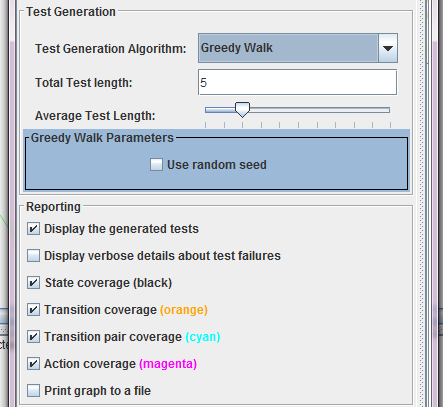 Test Generation
Test Generation Algorithm: Greedy Walk
Total Test length: 5
Average Test Length:
Greedy Walk Parameters
Use random seed
Reporting
Display the generated tests
Display verbose details about test failures
State coverage (black)
Transition coverage (orange)
Transition pair coverage (cyan)
Action coverage (magenta)
Print graph to a file